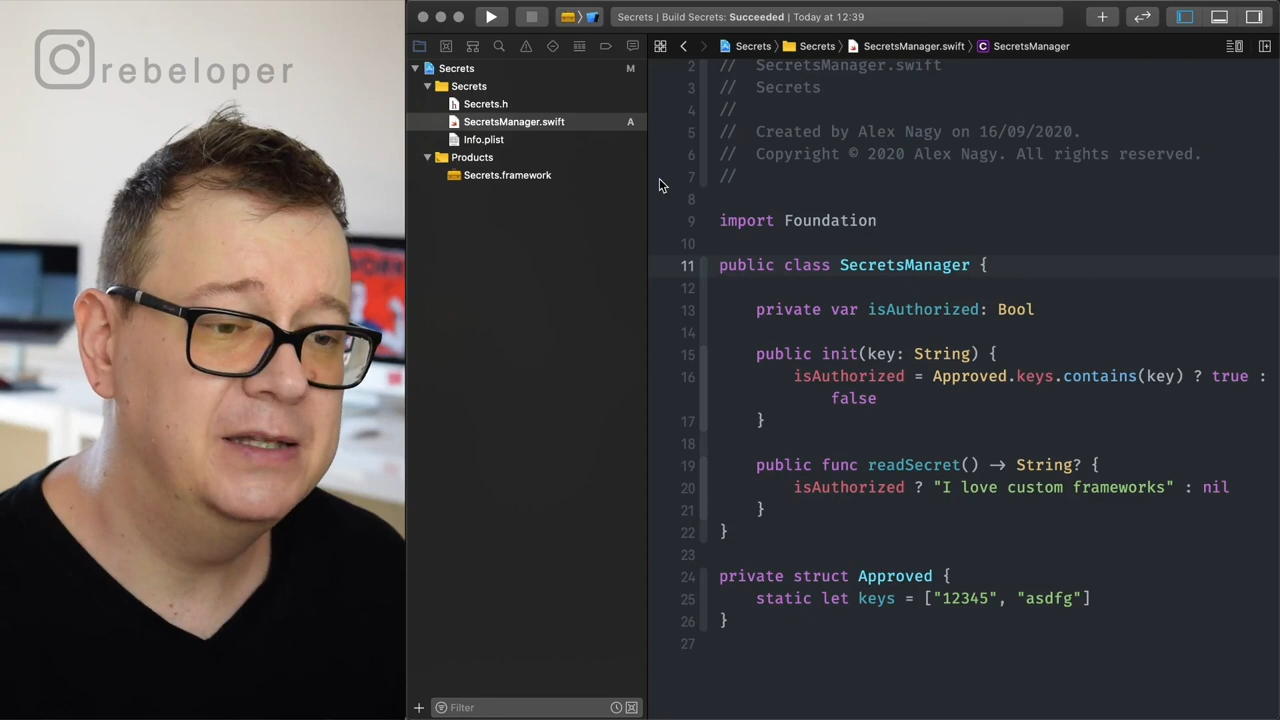 rebeloper
Secrets | Build Secrets: Succeeded | Today at 12:39
Secrets
M
Secrets
Secrets.h
SecretsManager.swift
A
Info.plist
Products
Secrets.framework
Filter
Secrets
Secrets
SecretsManager.swift
C
SecretsManager
2 //  SecretsManager.swift
3 //  Secrets
4 //
5 //  Created by Alex Nagy on 16/09/2020.
6 //  Copyright © 2020 Alex Nagy. All rights reserved.
7 //
8
9 import Foundation
10
11 public class SecretsManager {
12
13     private var isAuthorized: Bool
14
15     public init(key: String) {
16         isAuthorized = Approved.keys.contains(key) ? true :
false
17     }
18
19     public func readSecret() -> String? {
20         isAuthorized ? "I love custom frameworks" : nil
21     }
22 }
23
24 private struct Approved {
25     static let keys = ["12345", "asdfg"]
26 }
27